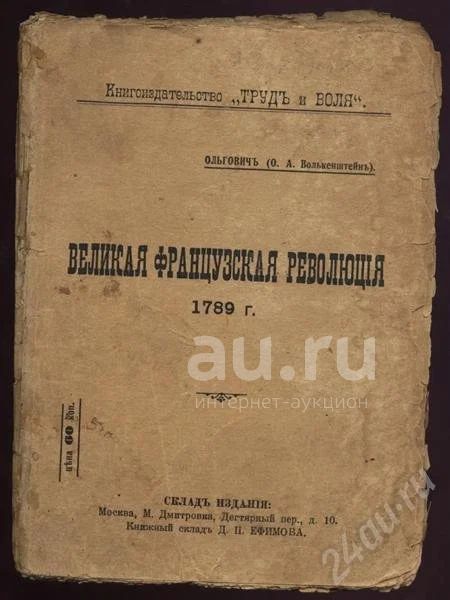 Книгоиздательство „ТРУДЪ и ВОЛЯ“.
ОЛЬГОВИЧЪ (О. А. Волькенштейнъ).
ВЕЛИКАЯ ФРАНЦУЗСКАЯ РЕВОЛЮЦІЯ
1789 г.
au.ru
интернет-аукцион
цѣна 60 коп.
СКЛАДЪ ИЗДАНІЯ:
Москва, М. Дмитровка, Дегтярный пер., д. 10.
Книжный складъ Д. П. ЕФИМОВА.
24au.ru